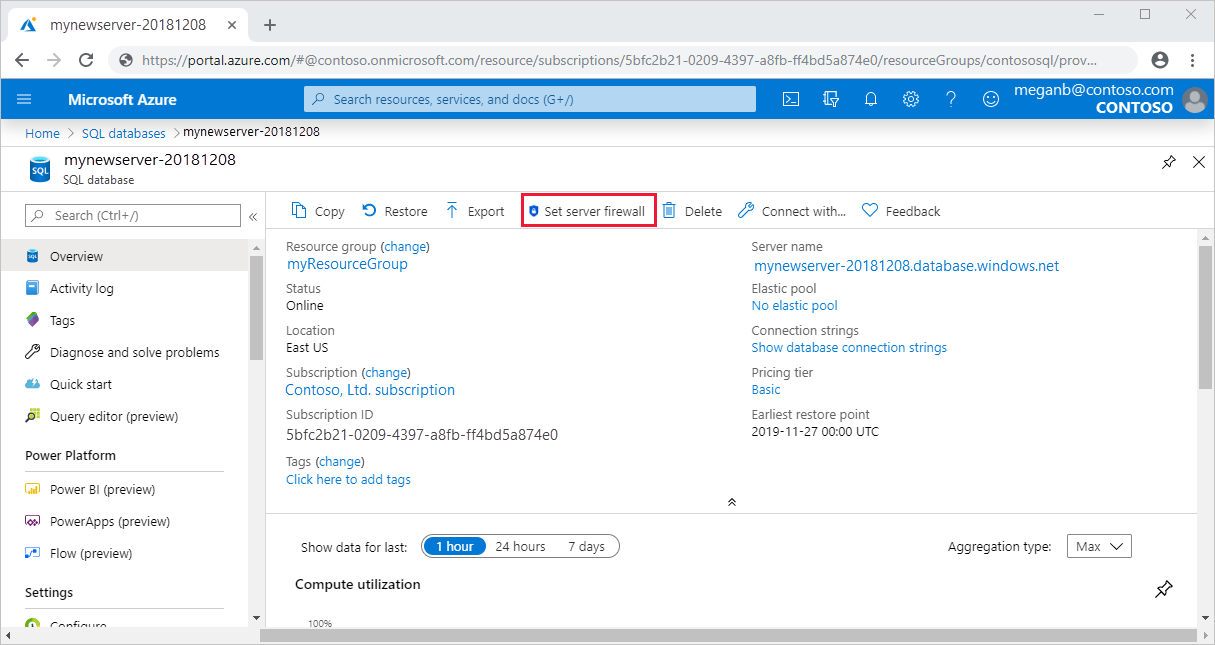 mynewserver-20181208
https://portal.azure.com/#@contoso.onmicrosoft.com/resource/subscriptions/5bfc2b21-0209-4397-a8fb-ff4bd5a874e0/resourceGroups/contososql/prov...
Microsoft Azure
Search resources, services, and docs (G+/)
meganb@contoso.com
CONTOSO
Home > SQL databases > mynewserver-20181208
SQL
mynewserver-20181208
SQL database
Search (Ctrl+/)
Copy Restore Export Set server firewall Delete Connect with... Feedback
Overview
Activity log
Tags
Diagnose and solve problems
Quick start
Query editor (preview)
Power Platform
Power BI (preview)
PowerApps (preview)
Flow (preview)
Settings
Configure
Resource group (change)
myResourceGroup
Status
Online
Location
East US
Subscription (change)
Contoso, Ltd. subscription
Subscription ID
5bfc2b21-0209-4397-a8fb-ff4bd5a874e0
Tags (change)
Click here to add tags
Server name
mynewserver-20181208.database.windows.net
Elastic pool
No elastic pool
Connection strings
Show database connection strings
Pricing tier
Basic
Earliest restore point
2019-11-27 00:00 UTC
Show data for last: 1 hour 24 hours 7 days
Aggregation type: Max
Compute utilization
100%